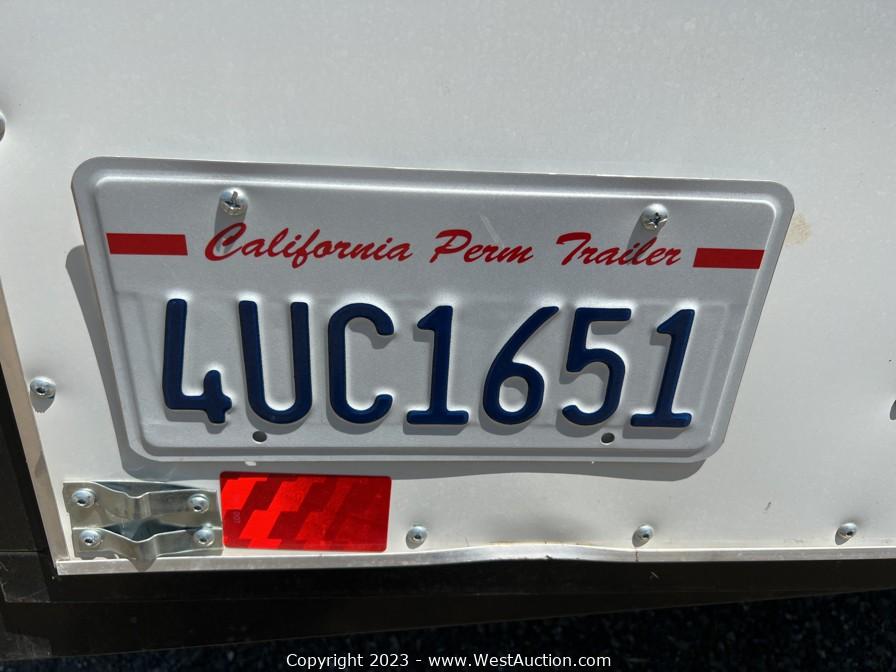 California Perm Trailer
4UC1651
Copyright 2023 - www.WestAuction.com